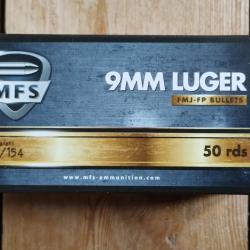 MFS
9MM LUGER
FMJ-FP BULLETS
/154
50 rds
www.mfs-ammunition.com